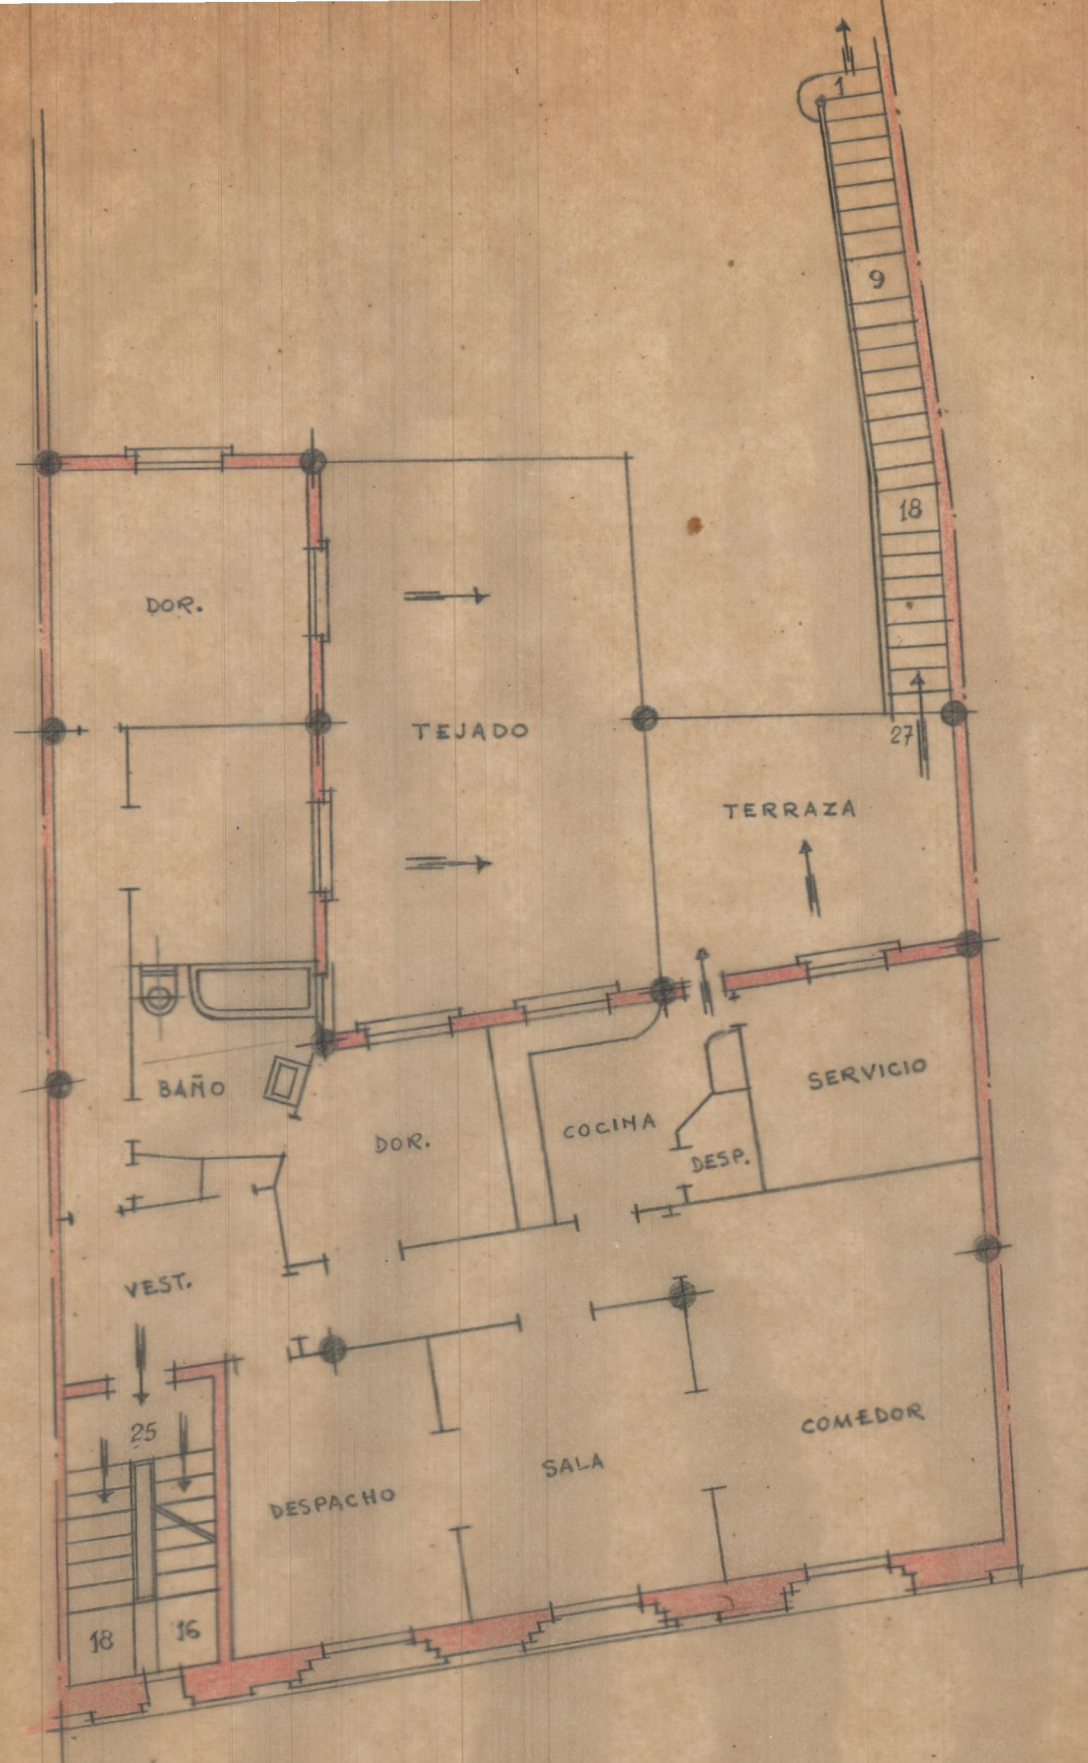 1
9
18
DOR.
TEJADO
27
TERRAZA
BAÑO
DOR.
COCINA
SERVICIO
DESP.
VEST.
25
DESPACHO
SALA
COMEDOR
18
16